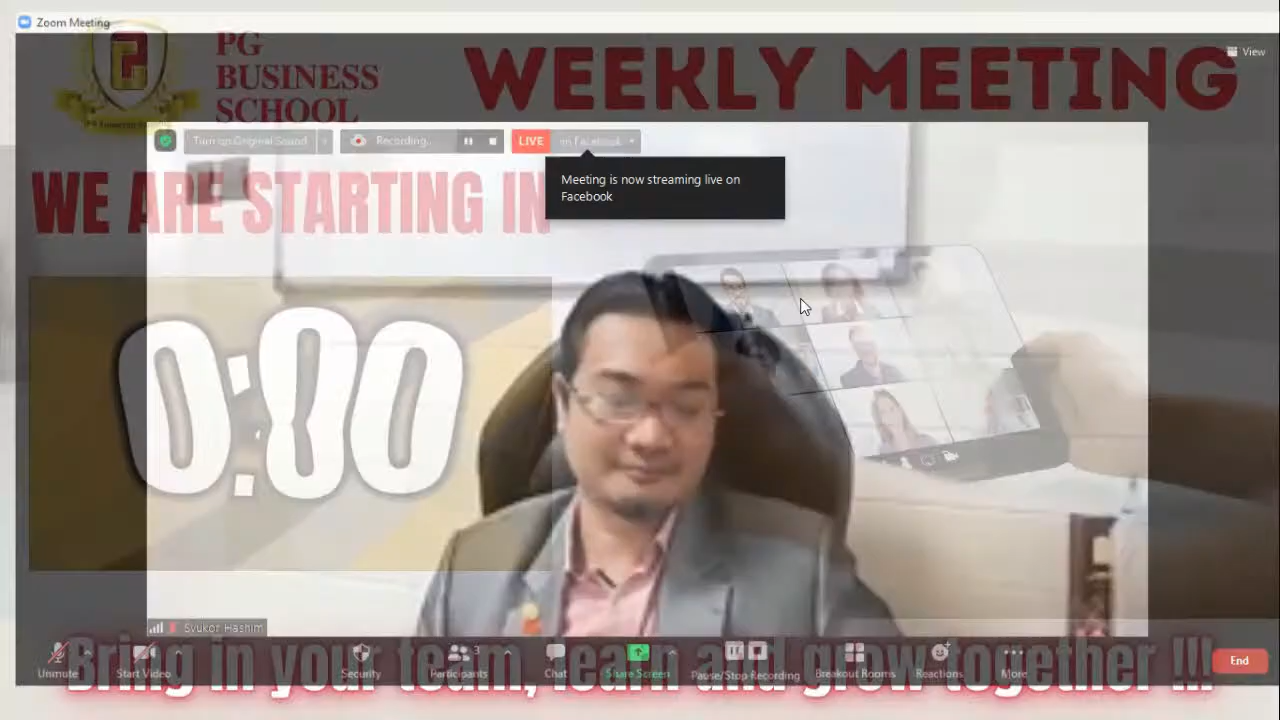 Zoom Meeting
PG
BUSINESS
SCHOOL
WEEKLY MEETING
View
Turn on Original Sound
Recording...
LIVE
on Facebook
Meeting is now streaming live on
Facebook
WE ARE STARTING IN
0:00
Syukor Hashim
Bring in your team, learn and grow together !!!
Unmute
Start Video
Security
Participants
3
Chat
Share Screen
Pause/Stop Recording
Breakout Rooms
Reactions
More
End